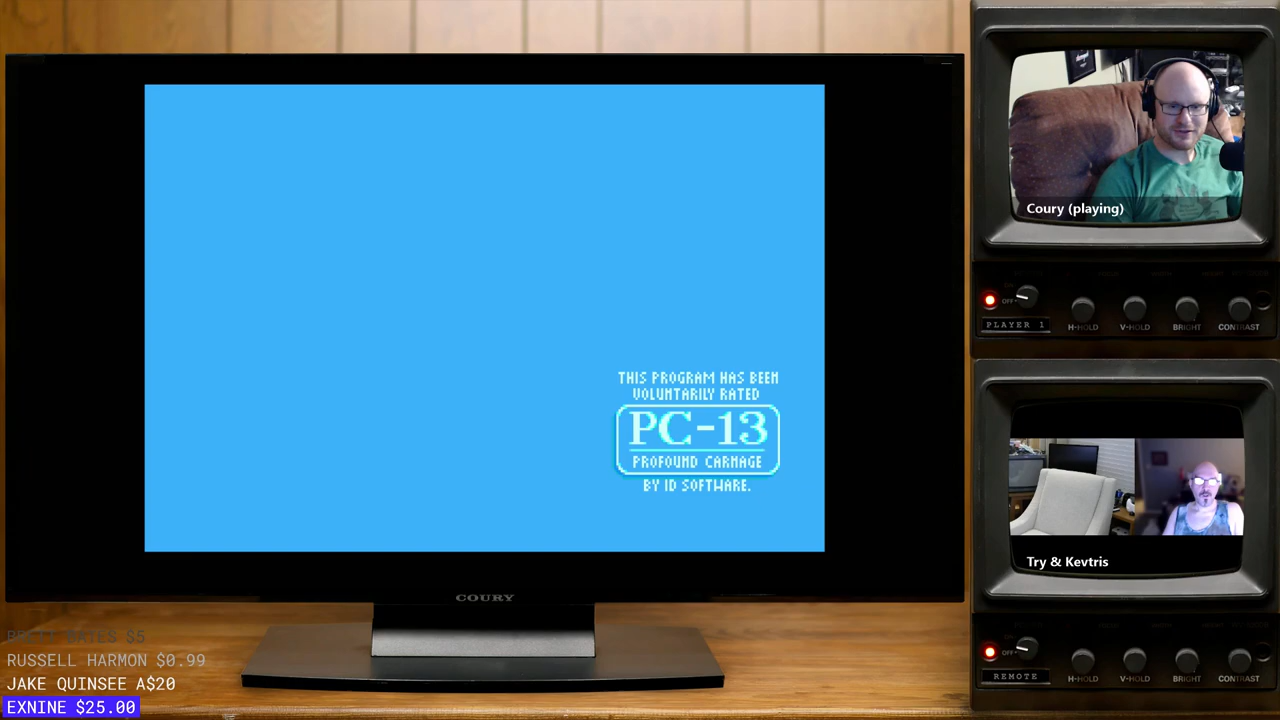 THIS PROGRAM HAS BEEN
VOLUNTARILY RATED
PC-13
PROFOUND CARNAGE
BY ID SOFTWARE.
COURY
Coury (playing)
OFF
PLAYER 1
H-HOLD V-HOLD BRIGHT CONTRAST
Try & Kevtris
OFF
REMOTE
H-HOLD V-HOLD BRIGHT CONTRAST
RUSSELL HARMON $0.99
JAKE QUINSEE A$20
EXNINE $25.00